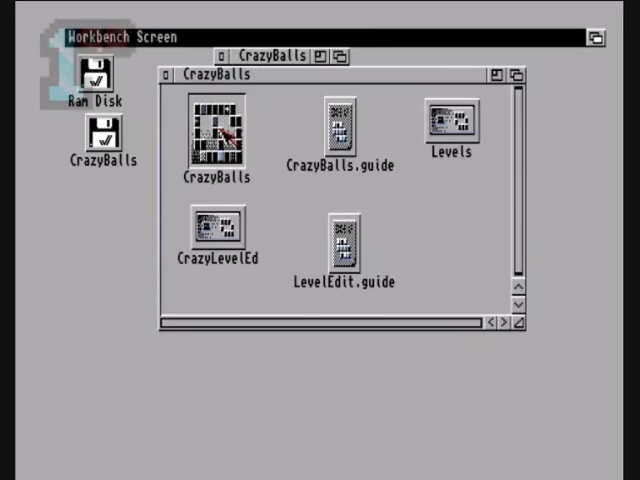 Workbench Screen
CrazyBalls
CrazyBalls
Ram Disk
CrazyBalls
CrazyBalls
CrazyBalls.guide
Levels
CrazyLevelEd
LevelEdit.guide